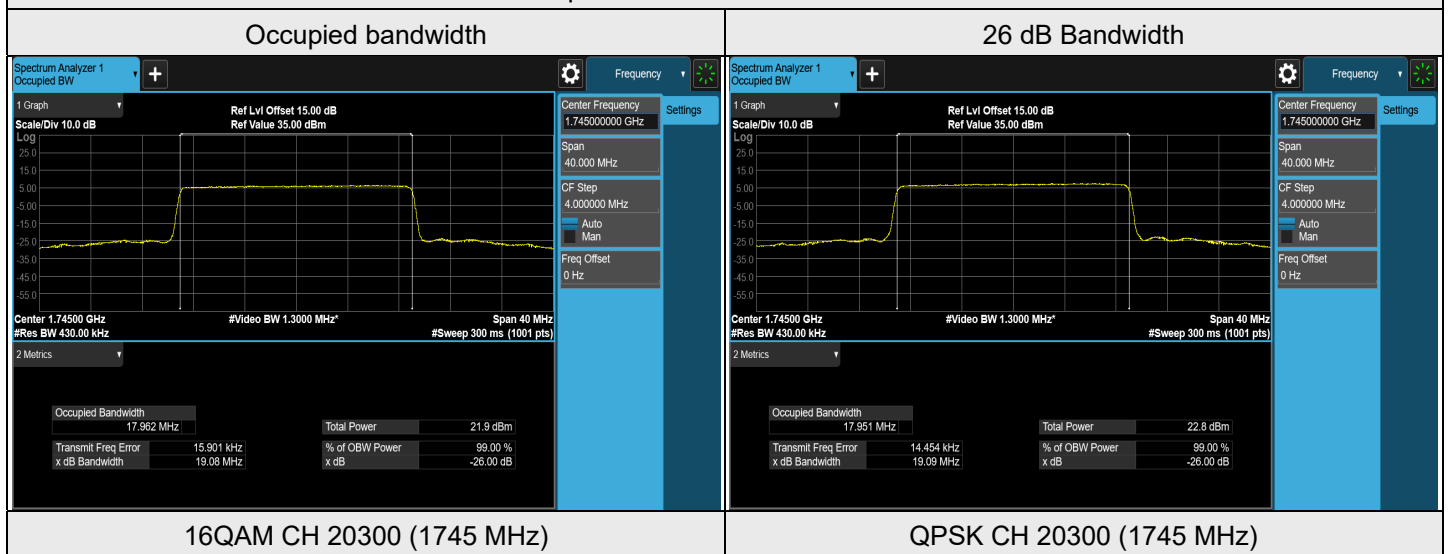 Occupied bandwidth
26 dB Bandwidth
Spectrum Analyzer 1
Occupied BW
+
Frequency
1 Graph
Scale/Div 10.0 dB
Ref Lvl Offset 15.00 dB
Ref Value 35.00 dBm
Log
25.0
15.0
5.00
-5.00
-15.0
-25.0
-35.0
-45.0
-55.0
Center 1.74500 GHz
#Res BW 430.00 kHz
#Video BW 1.3000 MHz*
Span 40 MHz
#Sweep 300 ms (1001 pts)
Center Frequency
1.745000000 GHz
Settings
Span
40.000 MHz
CF Step
4.000000 MHz
Auto
Man
Freq Offset
0 Hz
2 Metrics
Occupied Bandwidth
17.962 MHz
Total Power 21.9 dBm
Transmit Freq Error 15.901 kHz
% of OBW Power 99.00 %
x dB Bandwidth 19.08 MHz
x dB -26.00 dB
Spectrum Analyzer 1
Occupied BW
+
Frequency
1 Graph
Scale/Div 10.0 dB
Ref Lvl Offset 15.00 dB
Ref Value 35.00 dBm
Log
25.0
15.0
5.00
-5.00
-15.0
-25.0
-35.0
-45.0
-55.0
Center 1.74500 GHz
#Res BW 430.00 kHz
#Video BW 1.3000 MHz*
Span 40 MHz
#Sweep 300 ms (1001 pts)
Center Frequency
1.745000000 GHz
Settings
Span
40.000 MHz
CF Step
4.000000 MHz
Auto
Man
Freq Offset
0 Hz
2 Metrics
Occupied Bandwidth
17.951 MHz
Total Power 22.8 dBm
Transmit Freq Error 14.454 kHz
% of OBW Power 99.00 %
x dB Bandwidth 19.09 MHz
x dB -26.00 dB
16QAM CH 20300 (1745 MHz)
QPSK CH 20300 (1745 MHz)